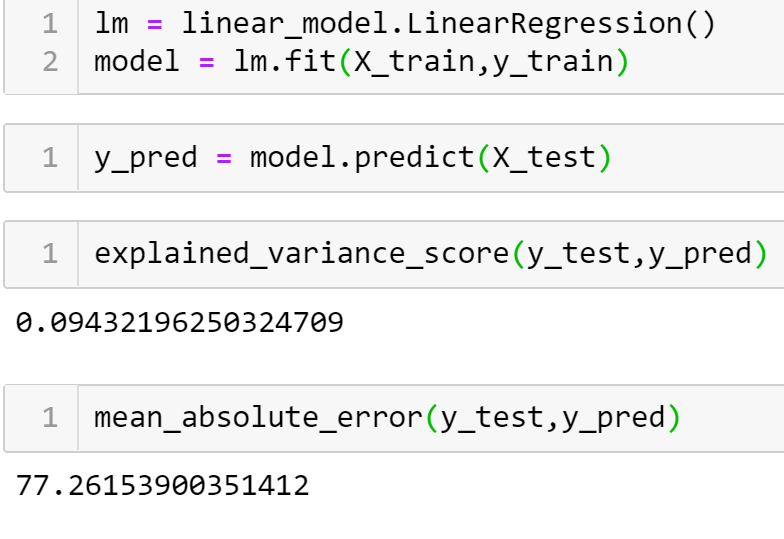 1 lm = linear_model.LinearRegression()
2 model = lm.fit(X_train,y_train)
1 y_pred = model.predict(X_test)
1 explained_variance_score(y_test,y_pred)
0.09432196250324709
1 mean_absolute_error(y_test,y_pred)
77.26153900351412